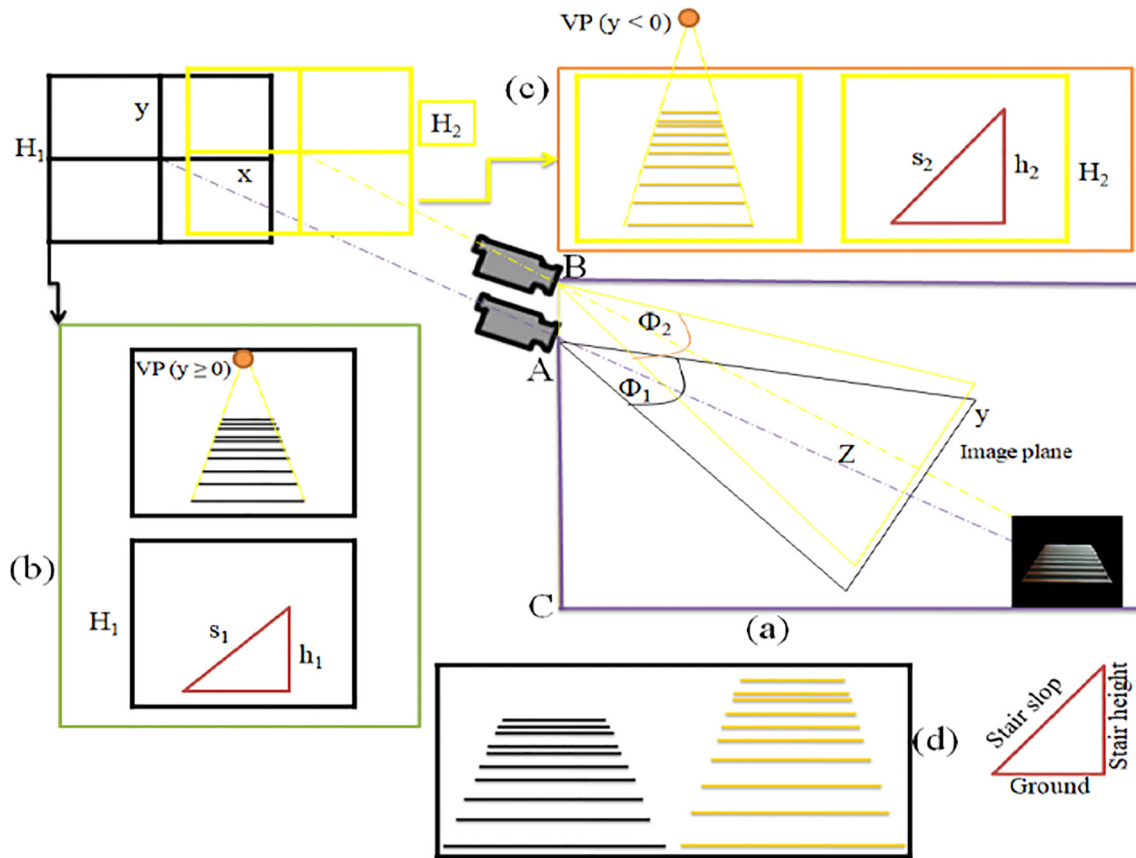 VP (y < 0)
(c)
y
H₂
H₁
x
s₂
h₂
H₂
B
Φ₂
VP (y ≥ 0)
A
Φ₁
y
Z
Image plane
(b)
C
H₁
s₁
h₁
(a)
(d)
Stair slop
Stair height
Ground